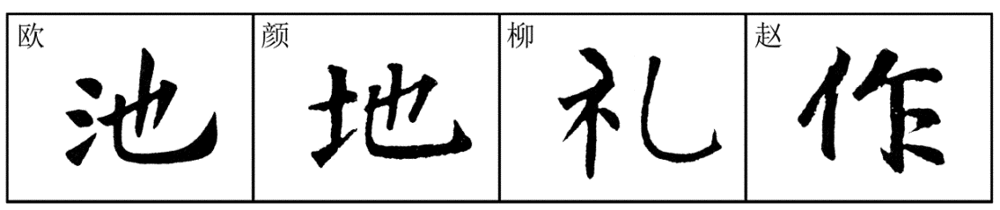 欧 颜 柳 赵
池 地 礼 作